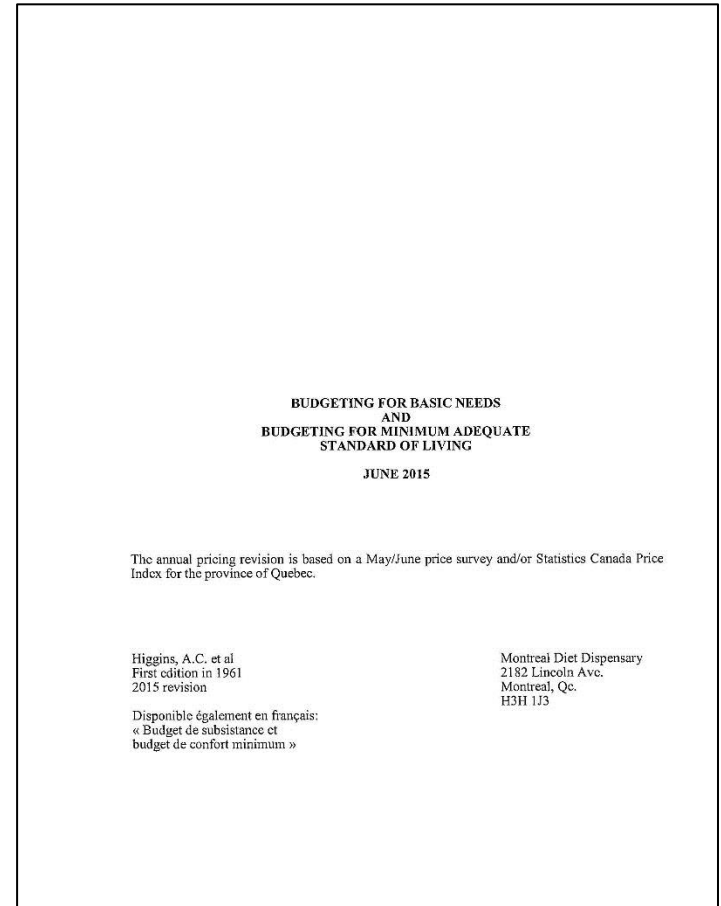 BUDGETING FOR BASIC NEEDS
AND
BUDGETING FOR MINIMUM ADEQUATE
STANDARD OF LIVING
JUNE 2015
The annual pricing revision is based on a May/June price survey and/or Statistics Canada Price
Index for the province of Quebec.
Higgins, A.C. et al
First edition in 1961
2015 revision
Disponible également en français:
« Budget de subsistance et
budget de confort minimum »
Montreal Diet Dispensary
2182 Lincoln Ave.
Montreal, Qc.
H3H 1J3